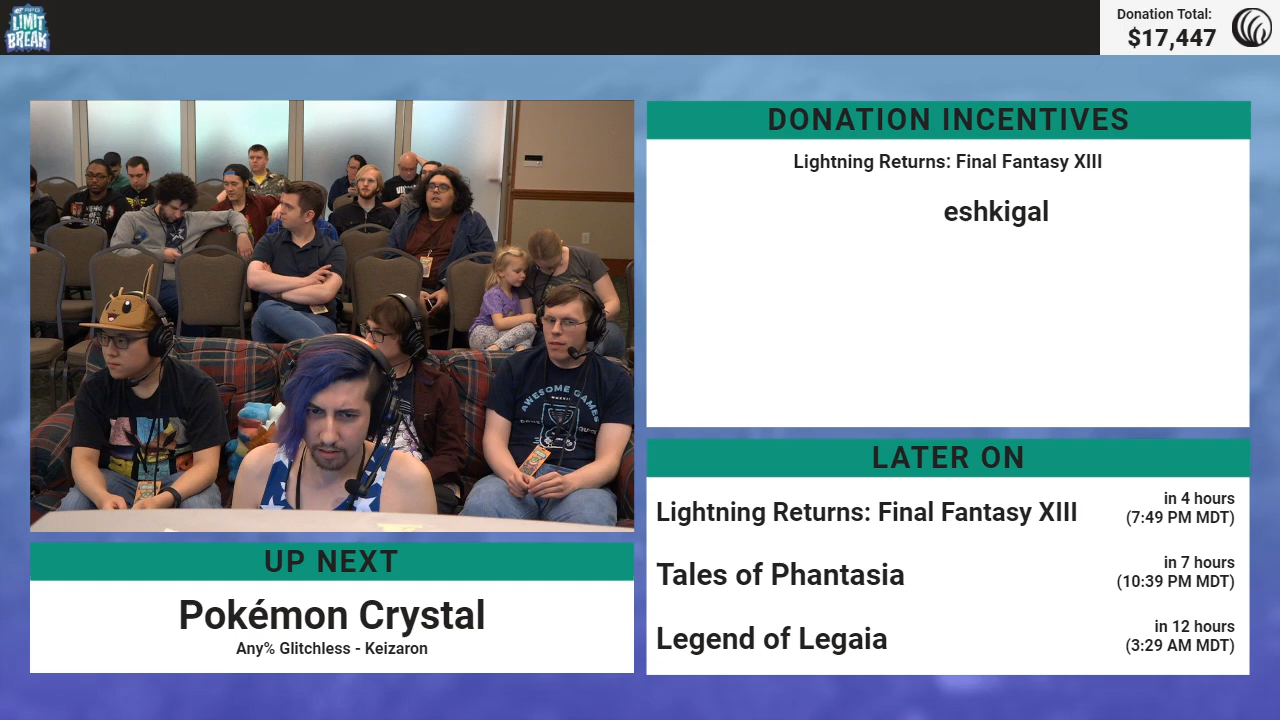 RPG
LIMIT
BREAK
Donation Total:
$17,447
AWESOME GAMES
DONATION INCENTIVES
Lightning Returns: Final Fantasy XIII
eshkigal
UP NEXT
Pokémon Crystal
Any% Glitchless - Keizaron
LATER ON
Lightning Returns: Final Fantasy XIII
in 4 hours
(7:49 PM MDT)
Tales of Phantasia
in 7 hours
(10:39 PM MDT)
Legend of Legaia
in 12 hours
(3:29 AM MDT)